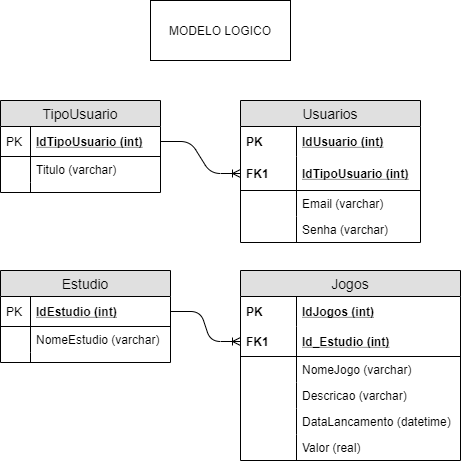 MODELO LOGICO
TipoUsuario
PK IdTipoUsuario (int)
Titulo (varchar)
Usuarios
PK IdUsuario (int)
FK1 IdTipoUsuario (int)
Email (varchar)
Senha (varchar)
Estudio
PK IdEstudio (int)
NomeEstudio (varchar)
Jogos
PK IdJogos (int)
FK1 Id_Estudio (int)
NomeJogo (varchar)
Descricao (varchar)
DataLancamento (datetime)
Valor (real)